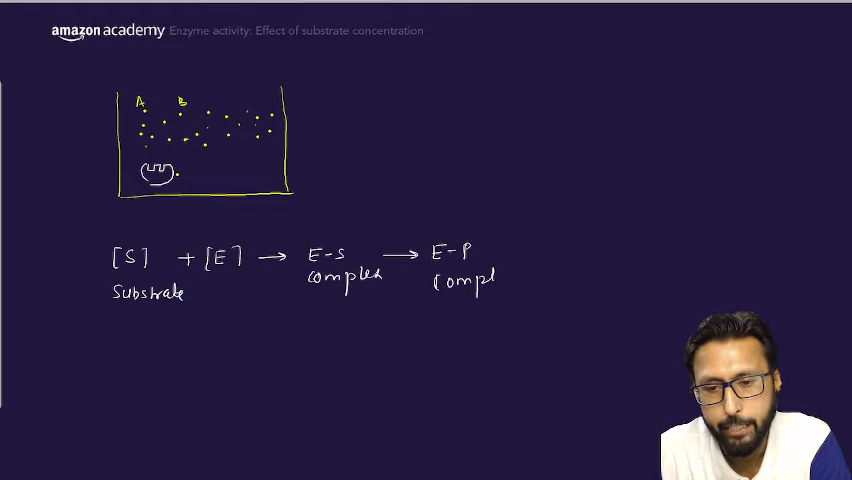 amazon academy Enzyme activity: Effect of substrate concentration
A B
[S] + [E] → E-S → E-P
Substrate complex compl